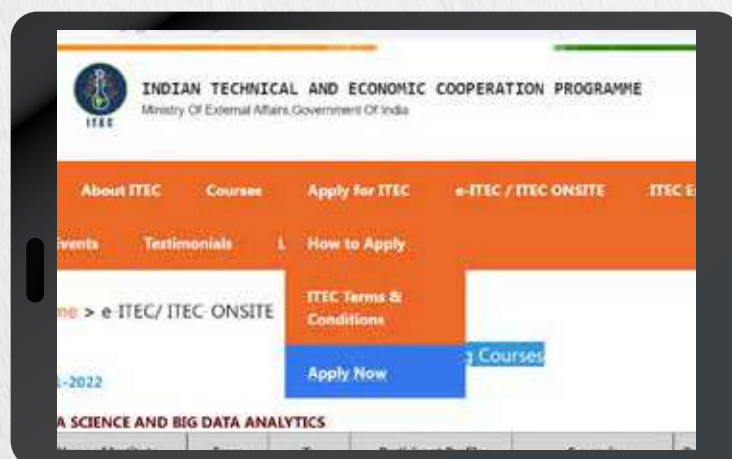 ITEC
INDIAN TECHNICAL AND ECONOMIC COOPERATION PROGRAMME
Ministry Of External Affairs, Government Of India
About ITEC Courses Apply for ITEC e-ITEC / ITEC ONSITE ITEC
Events Testimonials How to Apply
> e-ITEC/ ITEC-ONSITE
ITEC Terms &
Conditions
Courses
Apply Now
-2022
SCIENCE AND BIG DATA ANALYTICS